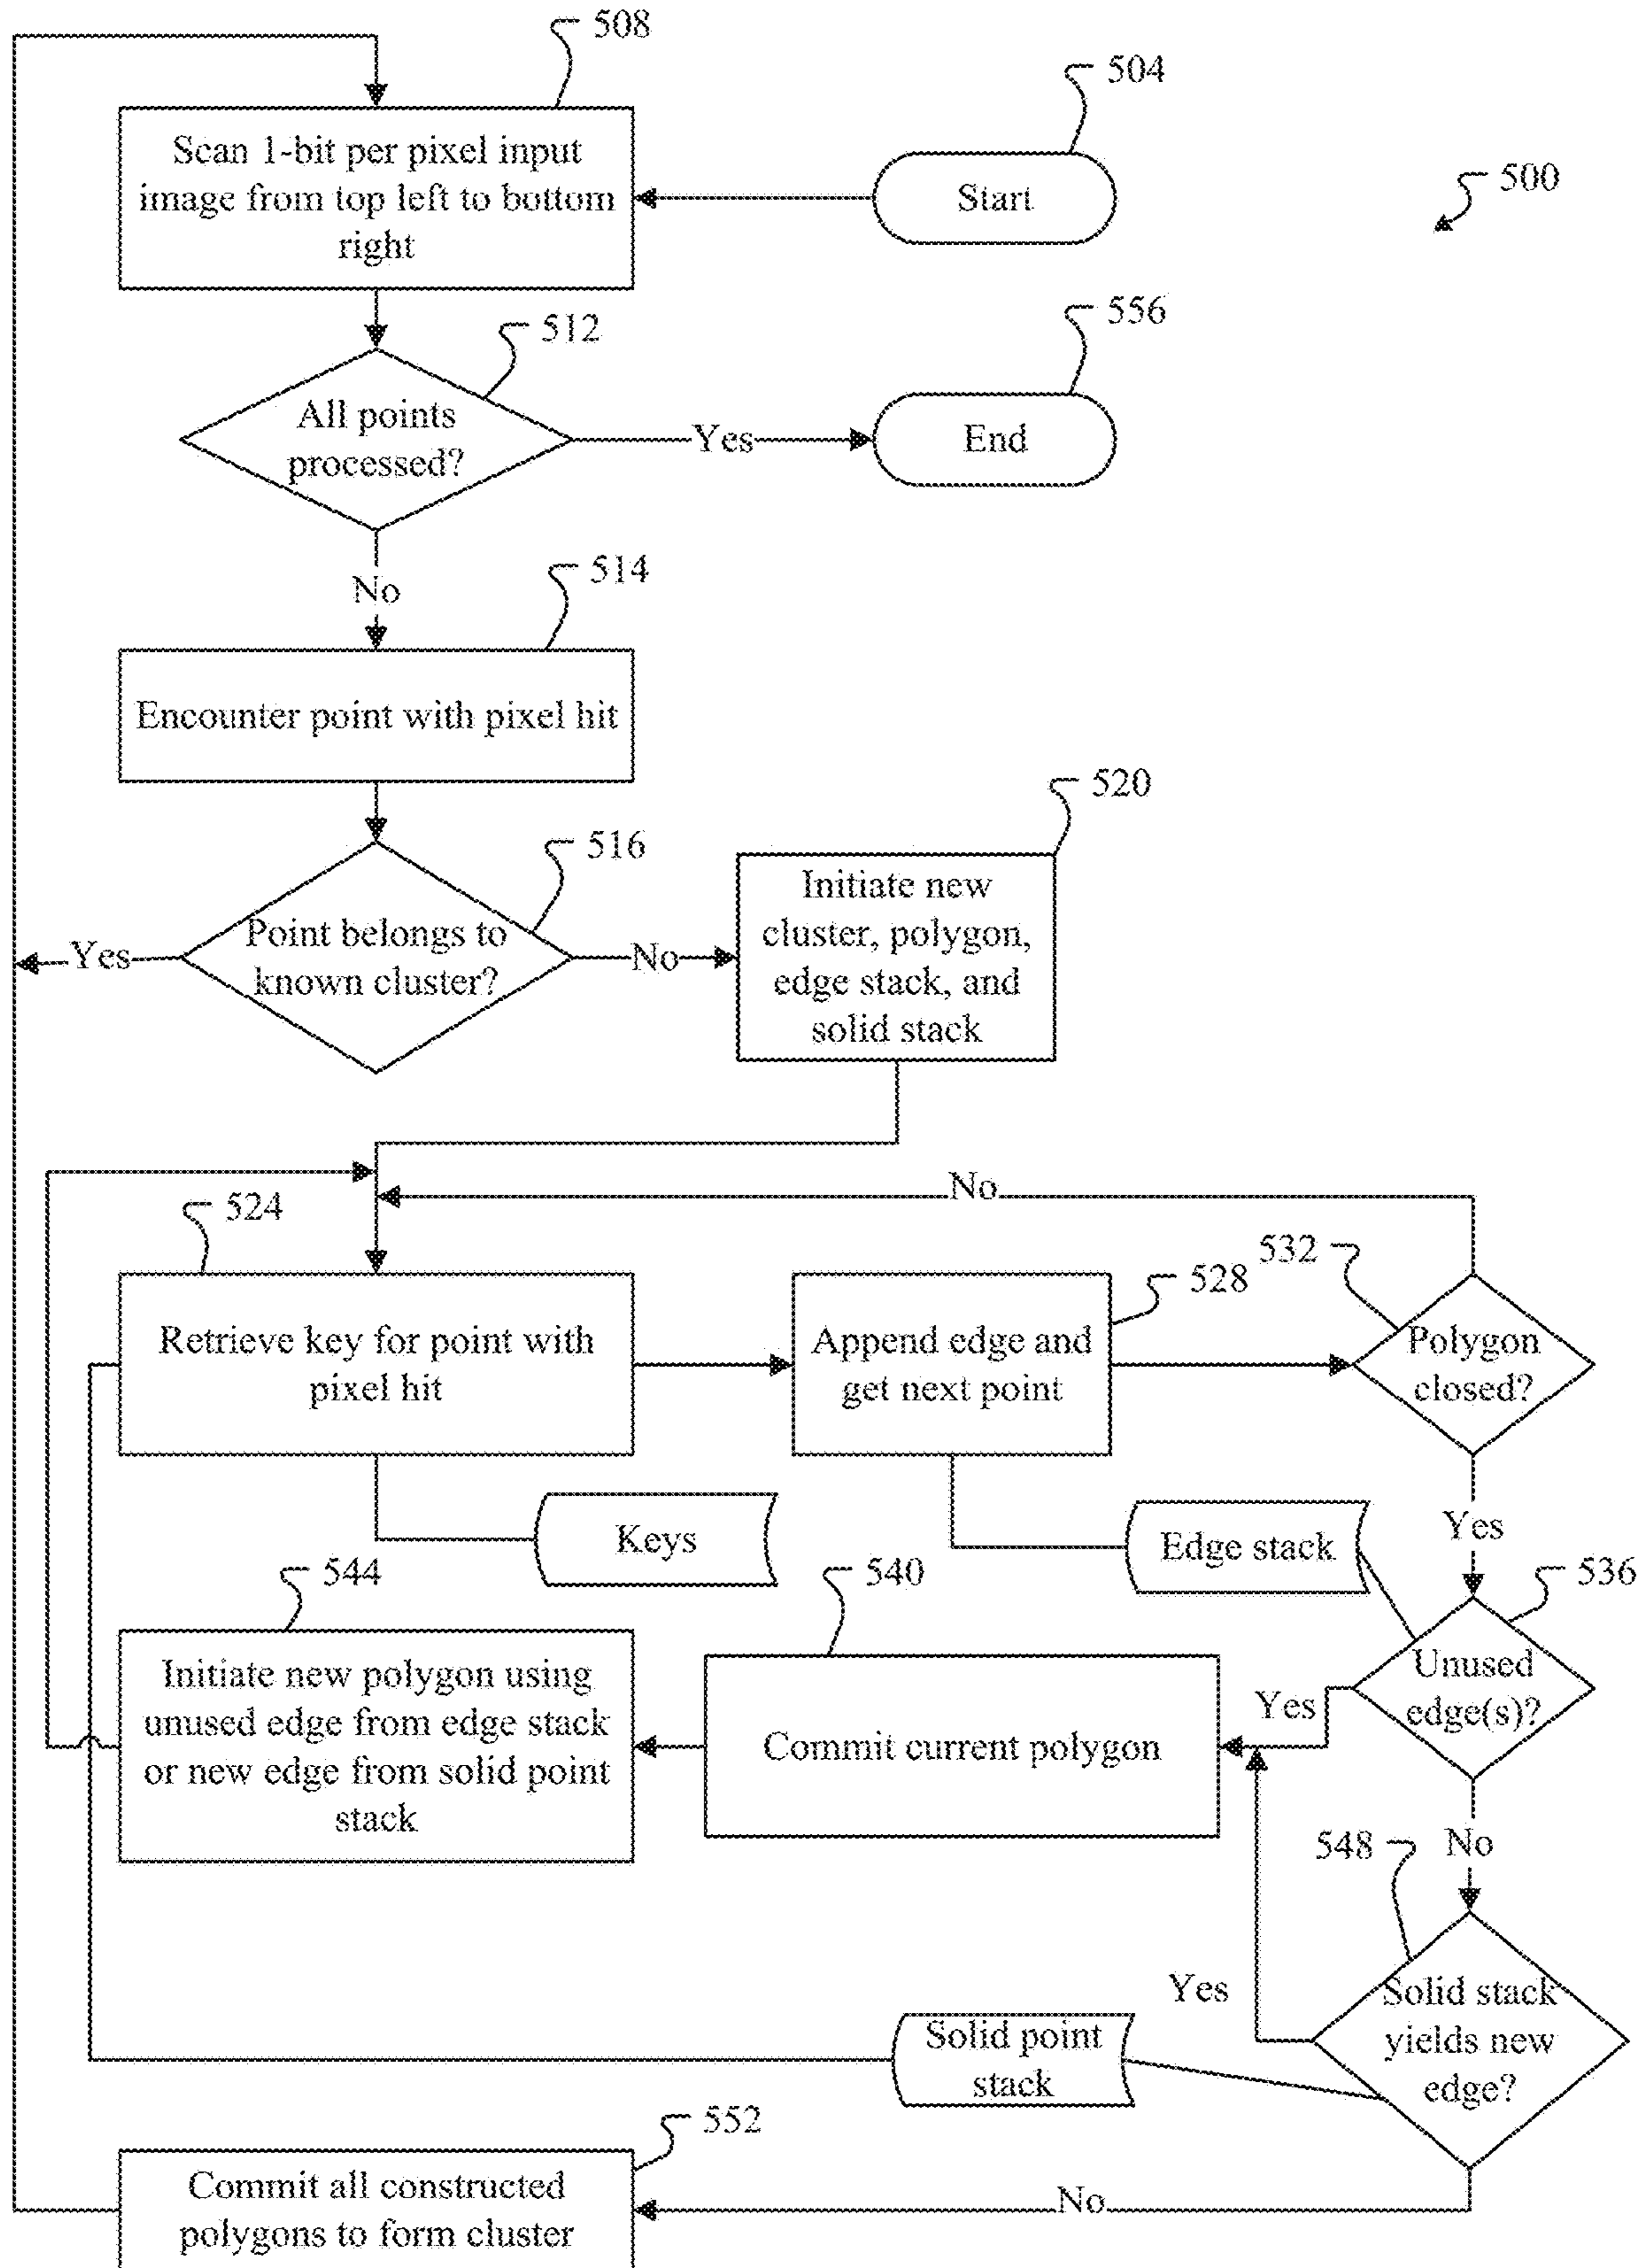 508
504
500
Scan 1-bit per pixel input
image from top left to bottom
right
Start
512
556
All points
processed?
Yes
End
No
514
Encounter point with pixel hit
516
520
Point belongs to
known cluster?
Yes
No
Initiate new
cluster, polygon,
edge stack, and
solid stack
No
524
532
528
Retrieve key for point with
pixel hit
Append edge and
get next point
Polygon
closed?
Keys
Edge stack
Yes
544
540
536
Initiate new polygon using
unused edge from edge stack
or new edge from solid point
stack
Commit current polygon
Yes
Unused
edge(s)?
548
No
Yes
Solid stack
yields new
edge?
Solid point
stack
552
Commit all constructed
polygons to form cluster
No